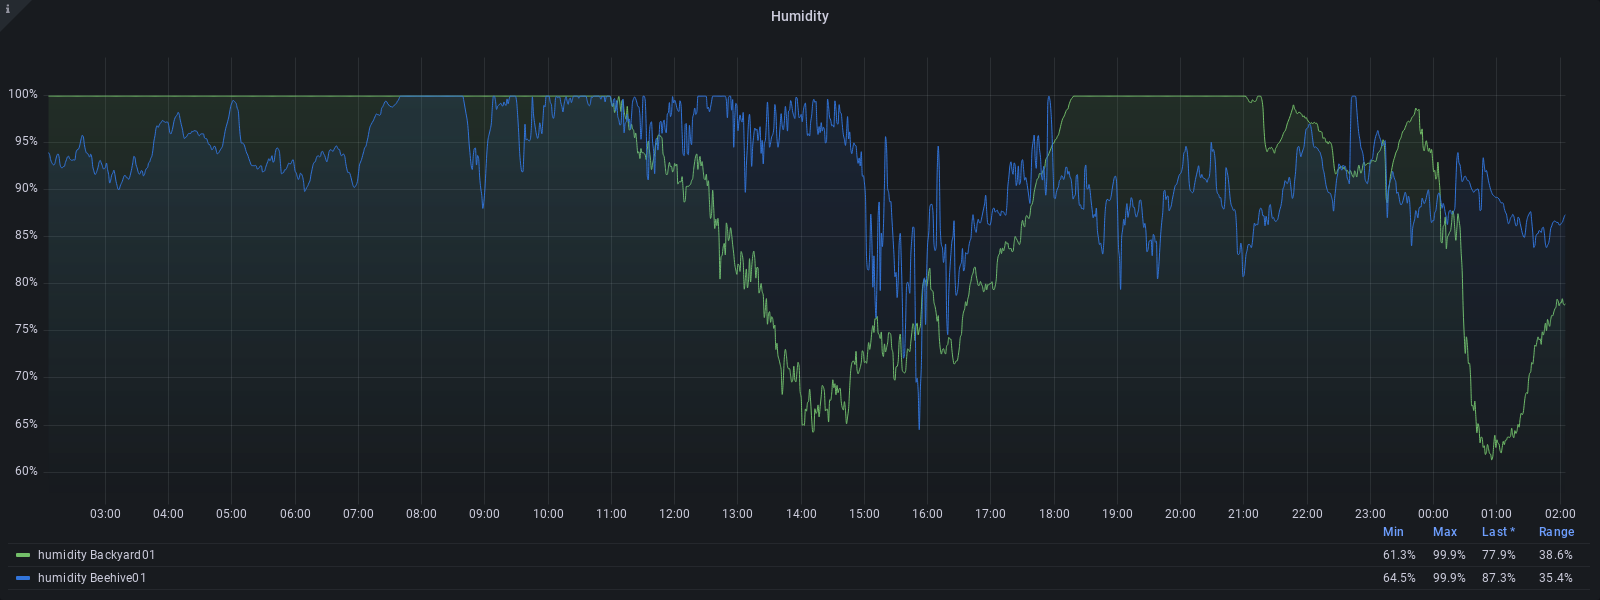 i
Humidity
100%
95%
90%
85%
80%
75%
70%
65%
60%
03:00 04:00 05:00 06:00 07:00 08:00 09:00 10:00 11:00 12:00 13:00 14:00 15:00 16:00 17:00 18:00 19:00 20:00 21:00 22:00 23:00 00:00 01:00 02:00
Min Max Last * Range
humidity Backyard01 61.3% 99.9% 77.9% 38.6%
humidity Beehive01 64.5% 99.9% 87.3% 35.4%